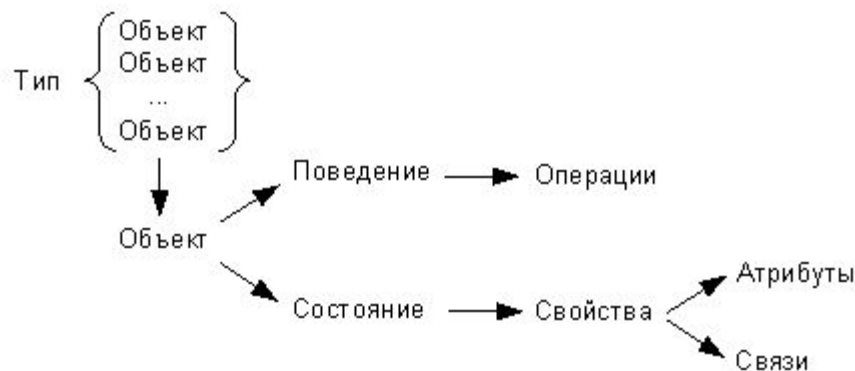 Объект
Объект
Тип
...
Объект
Поведение
Операции
Объект
Атрибуты
Состояние
Свойства
Связи